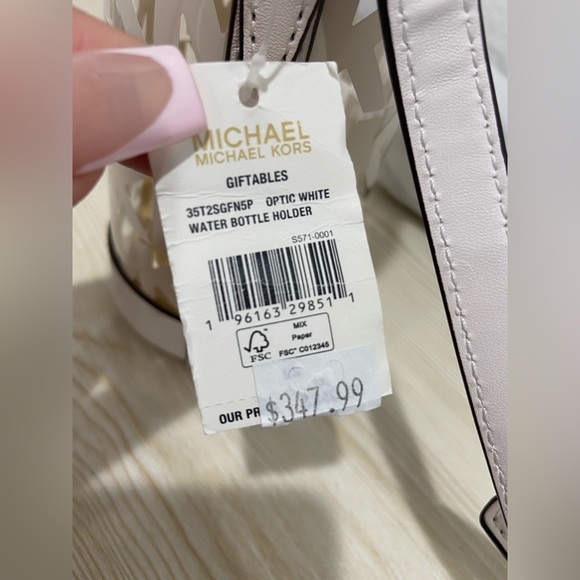 MICHAEL
MICHAEL KORS
GIFTABLES
35T2SGFN5P OPTIC WHITE
WATER BOTTLE HOLDER
S571-0001
1 96163 29851 1
FSC
MIX
Paper
FSC™ C012345
OUR PR
$347.99